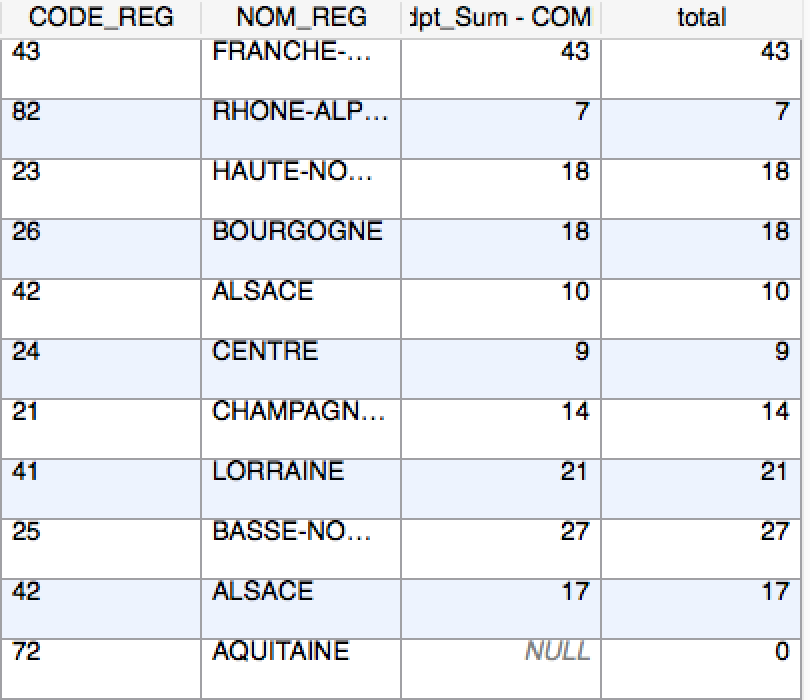 CODE_REG NOM_REG dpt_Sum - COM total
43 FRANCHE-... 43 43
82 RHONE-ALP... 7 7
23 HAUTE-NO... 18 18
26 BOURGOGNE 18 18
42 ALSACE 10 10
24 CENTRE 9 9
21 CHAMPAGN... 14 14
41 LORRAINE 21 21
25 BASSE-NO... 27 27
42 ALSACE 17 17
72 AQUITAINE NULL 0